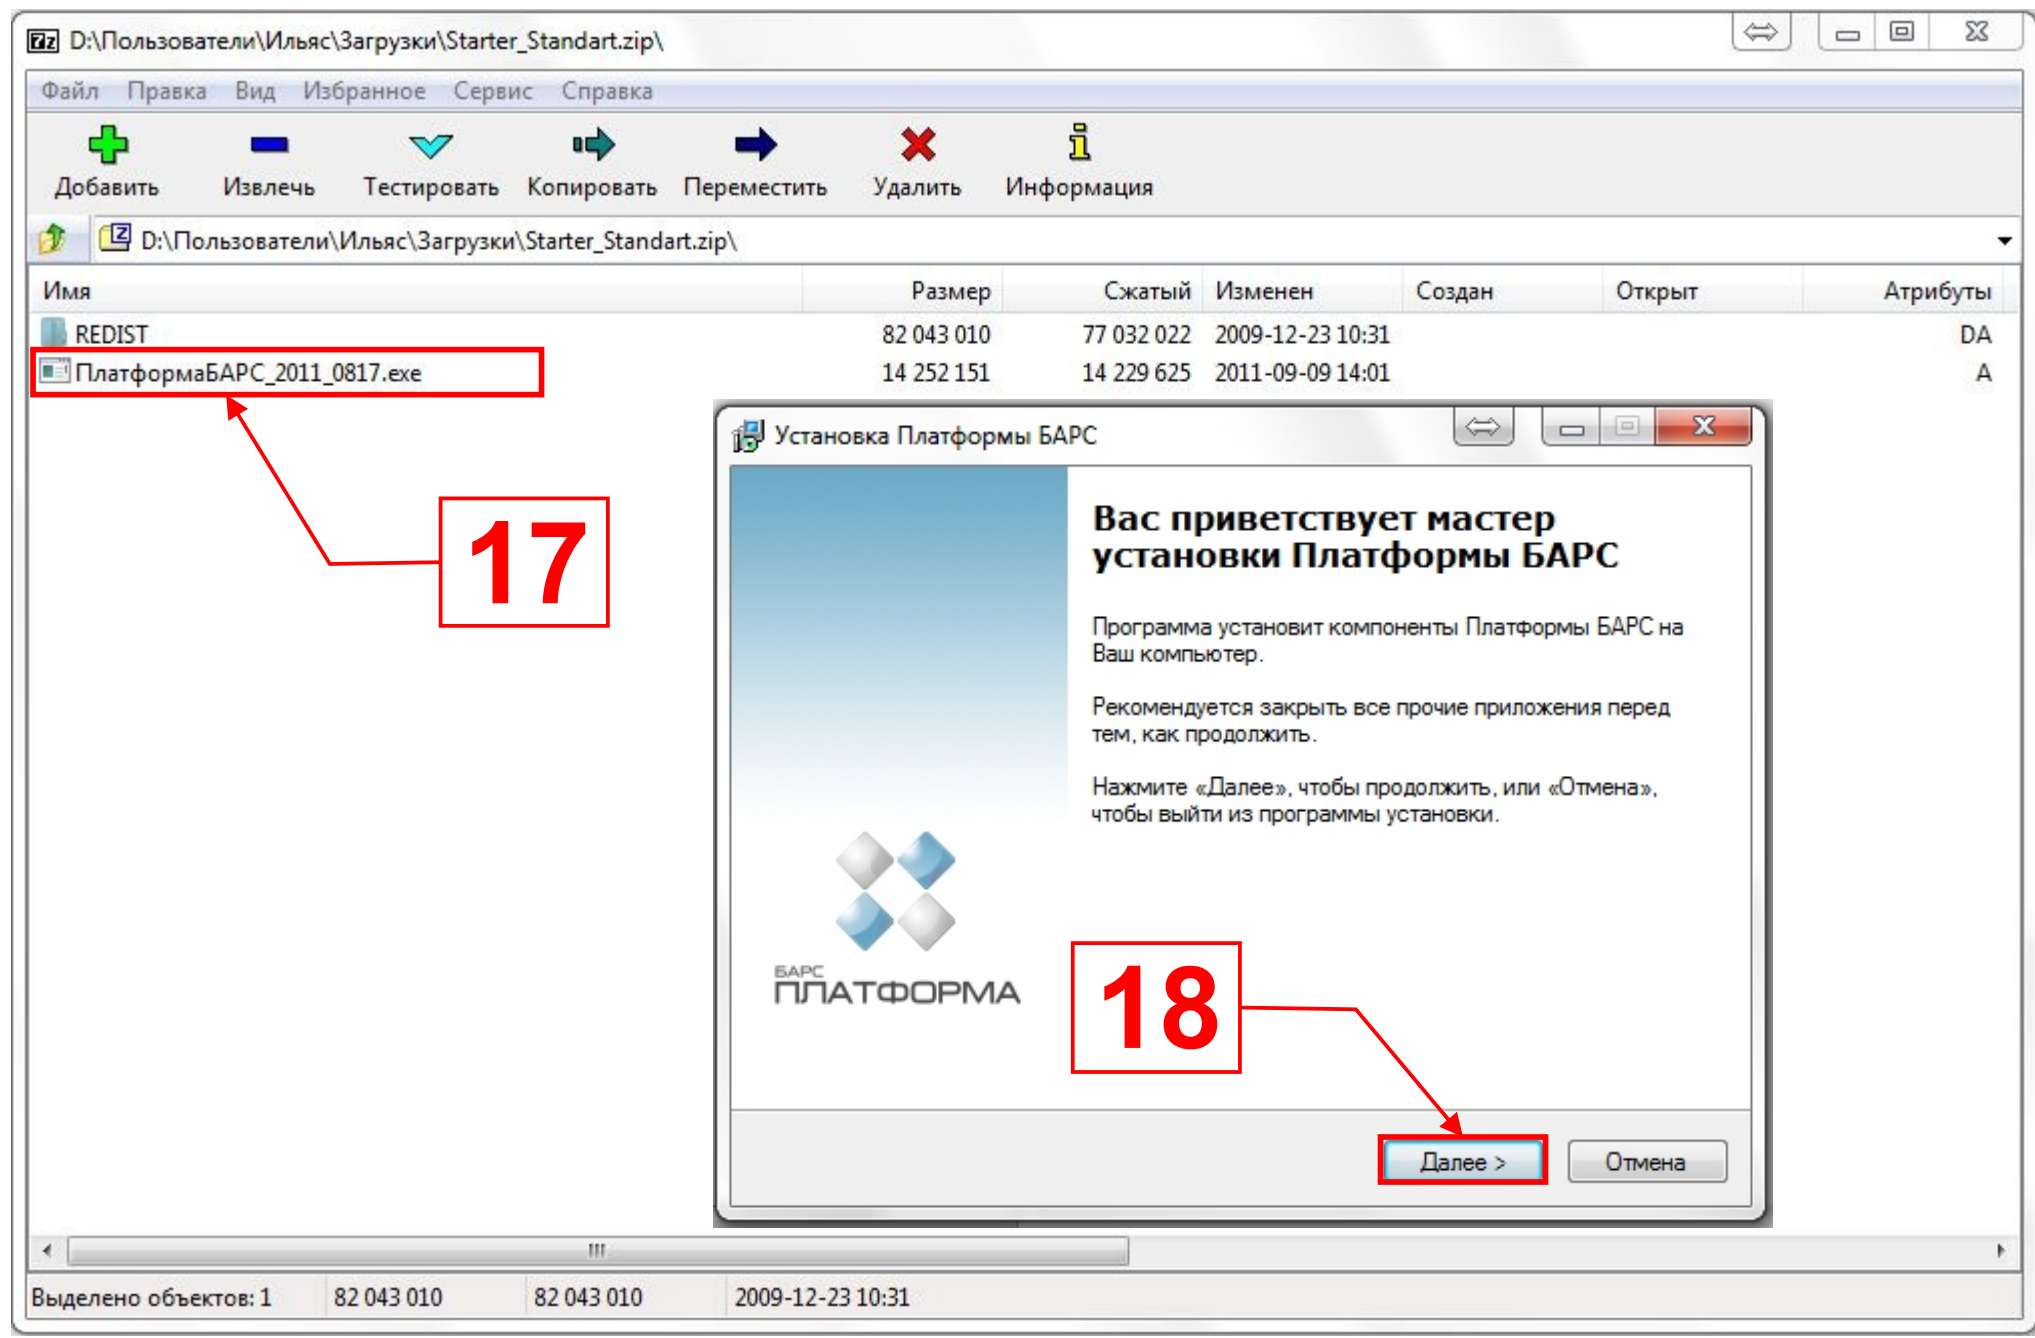 D:\Пользователи\Ильяс\Загрузки\Starter_Standart.zip\
Файл Правка Вид Избранное Сервис Справка
Добавить Извлечь Тестировать Копировать Переместить Удалить Информация
D:\Пользователи\Ильяс\Загрузки\Starter_Standart.zip\
Имя Размер Сжатый Изменен Создан Открыт Атрибуты
REDIST 82 043 010 77 032 022 2009-12-23 10:31 DA
ПлатформаБАРС_2011_0817.exe 14 252 151 14 229 625 2011-09-09 14:01 A
17
Установка Платформы БАРС
Вас приветствует мастер
установки Платформы БАРС
Программа установит компоненты Платформы БАРС на
Ваш компьютер.
Рекомендуется закрыть все прочие приложения перед
тем, как продолжить.
Нажмите «Далее», чтобы продолжить, или «Отмена»,
чтобы выйти из программы установки.
БАРС
ПЛАТФОРМА
18
Далее > Отмена
Выделено объектов: 1 82 043 010 82 043 010 2009-12-23 10:31